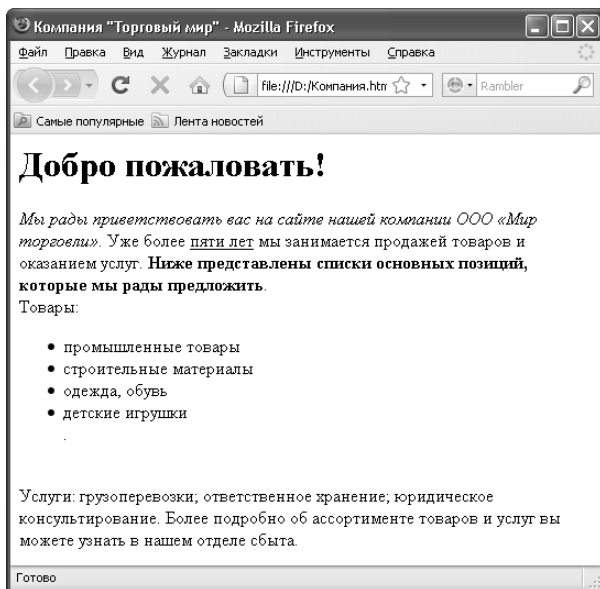 Компания "Торговый мир" - Mozilla Firefox
Файл Правка Вид Журнал Закладки Инструменты Справка
file:///D:/Компания.htm Rambler
Самые популярные Лента новостей
Добро пожаловать!
Мы рады приветствовать вас на сайте нашей компании ООО «Мир
торговли». Уже более пяти лет мы занимается продажей товаров и
оказанием услуг. Ниже представлены списки основных позиций,
которые мы рады предложить.
Товары:
• промышленные товары
• строительные материалы
• одежда, обувь
• детские игрушки
.
Услуги: грузоперевозки; ответственное хранение; юридическое
консультирование. Более подробно об ассортименте товаров и услуг вы
можете узнать в нашем отделе сбыта.
Готово